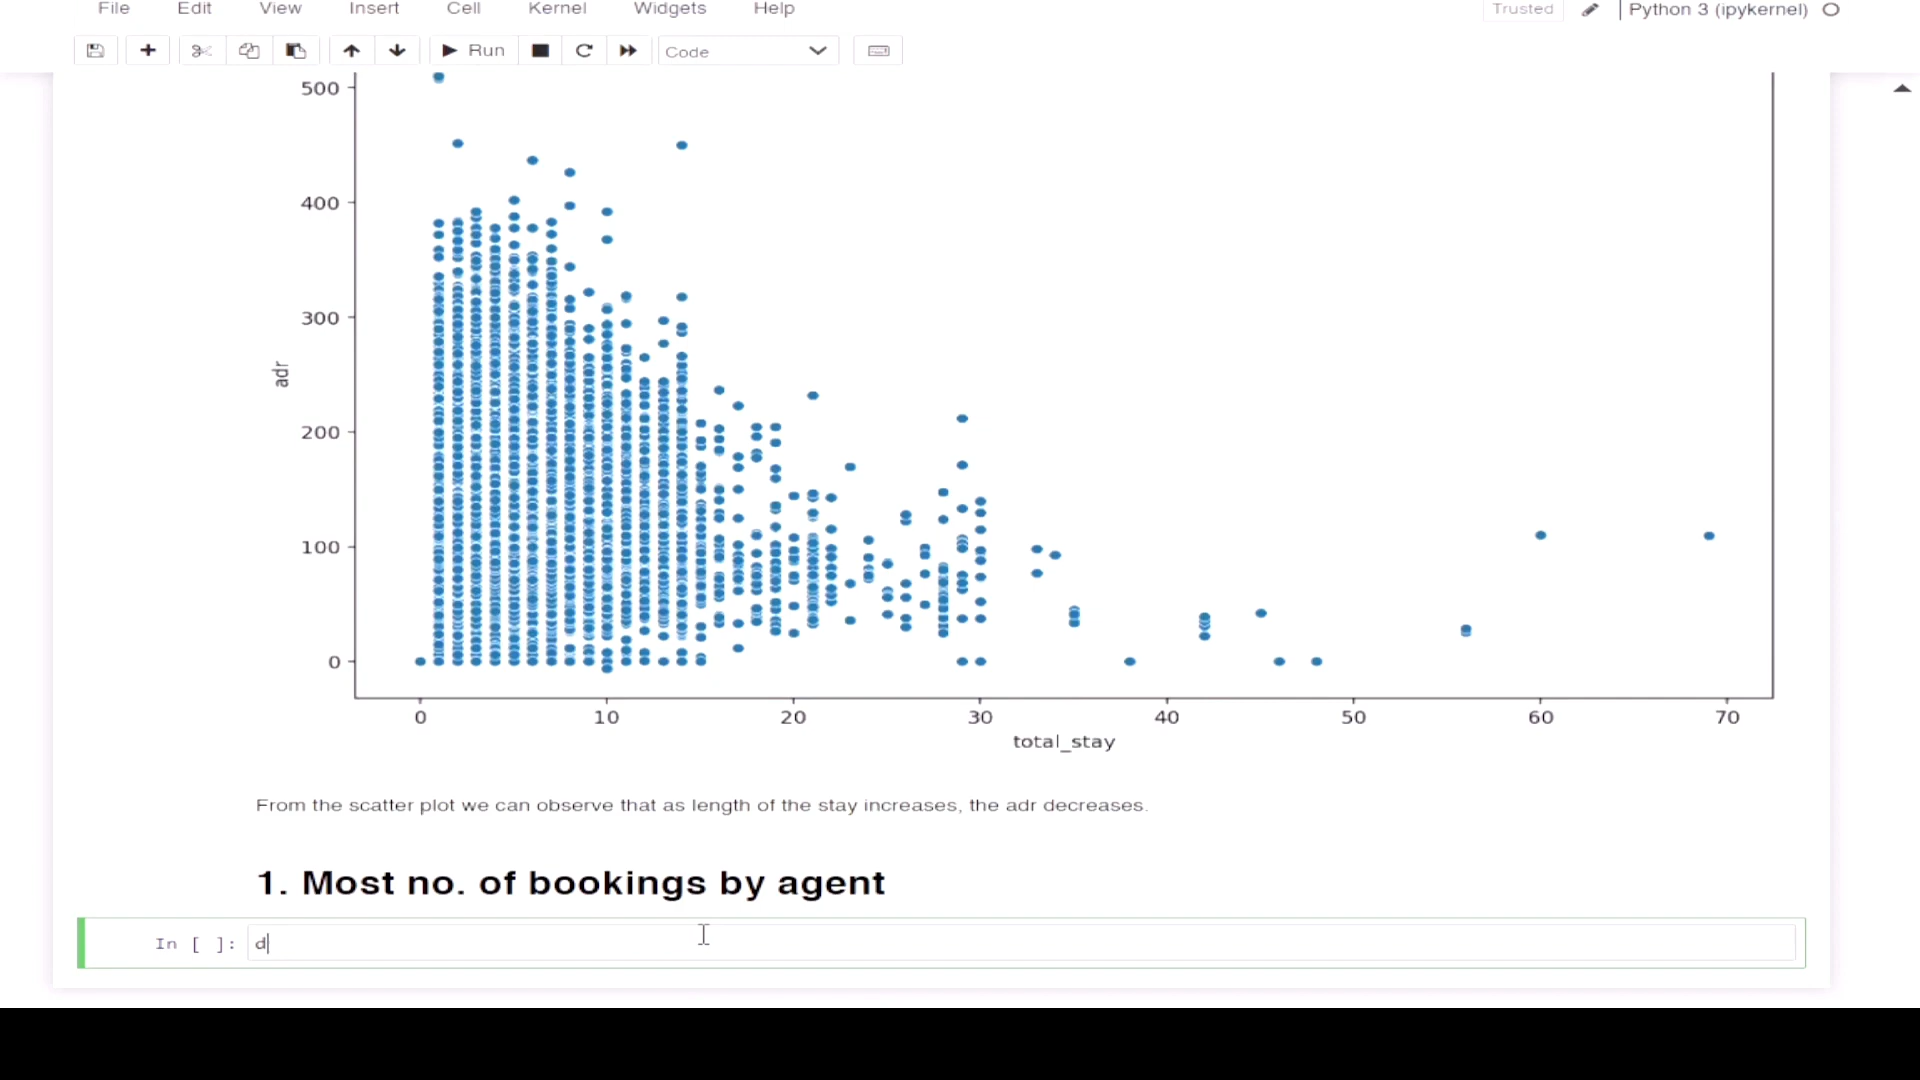 File Edit View Insert Cell Kernel Widgets Help Trusted Python 3 (ipykernel)
Run Code
500
400
300
200
100
0
adr
0 10 20 30 40 50 60 70
total_stay
From the scatter plot we can observe that as length of the stay increases, the adr decreases.
1. Most no. of bookings by agent
In [ ]: d